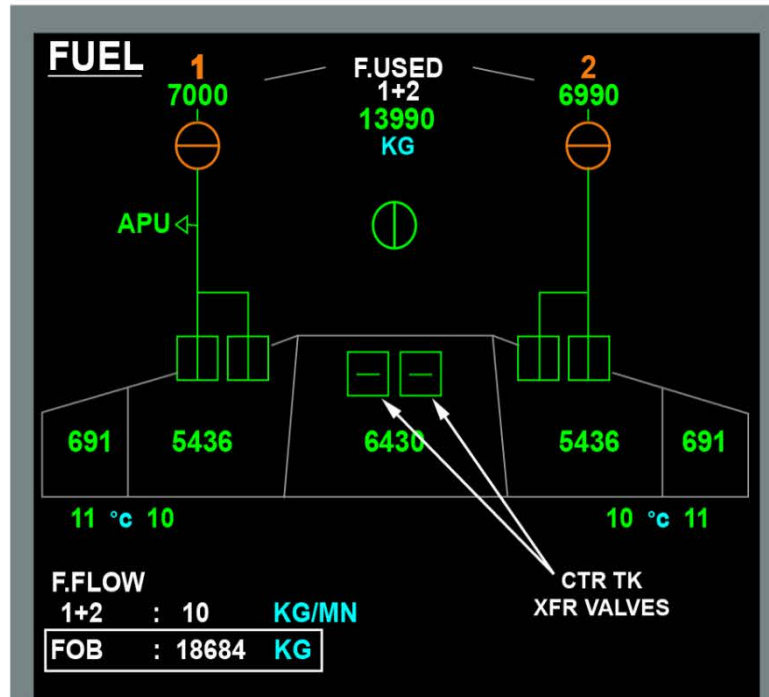 FUEL
1
F.USED
2
7000
1+2
6990
13990
KG
APU
691
5436
6430
5436
691
11 °c 10
10 °c 11
CTR TK
XFR VALVES
F.FLOW
1+2 : 10 KG/MN
FOB : 18684 KG